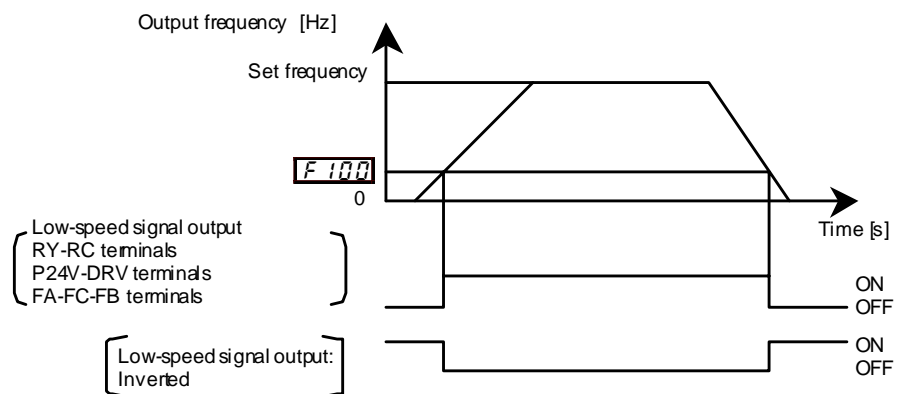 Output frequency [Hz]
Set frequency
F 100
0
Time [s]
Low-speed signal output
RY-RC terminals
P24V-DRV terminals
FA-FC-FB terminals
ON
OFF
Low-speed signal output:
Inverted
ON
OFF